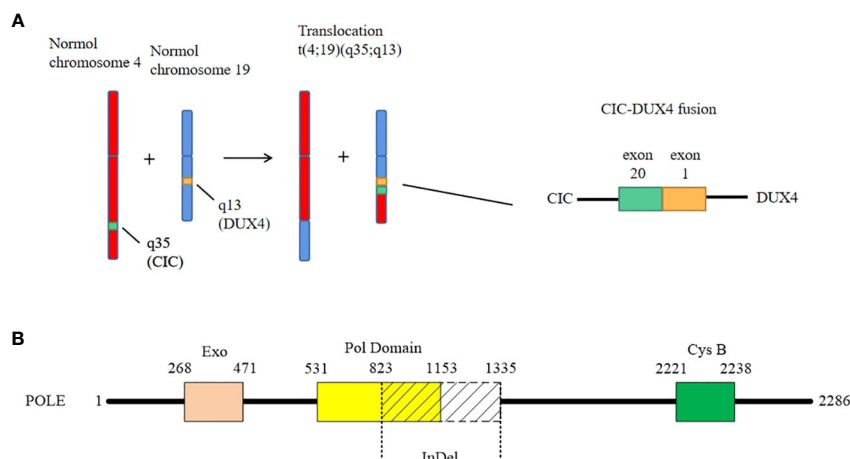 A
Normol
chromosome 4
Normol
chromosome 19
Translocation
t(4;19)(q35;q13)
+
+
q13
(DUX4)
q35
(CIC)
CIC-DUX4 fusion
exon
20
exon
1
CIC
DUX4
B
Exo
Pol Domain
Cys B
268
471
531
823
1153
1335
2221
2238
POLE
1
2286
InDel